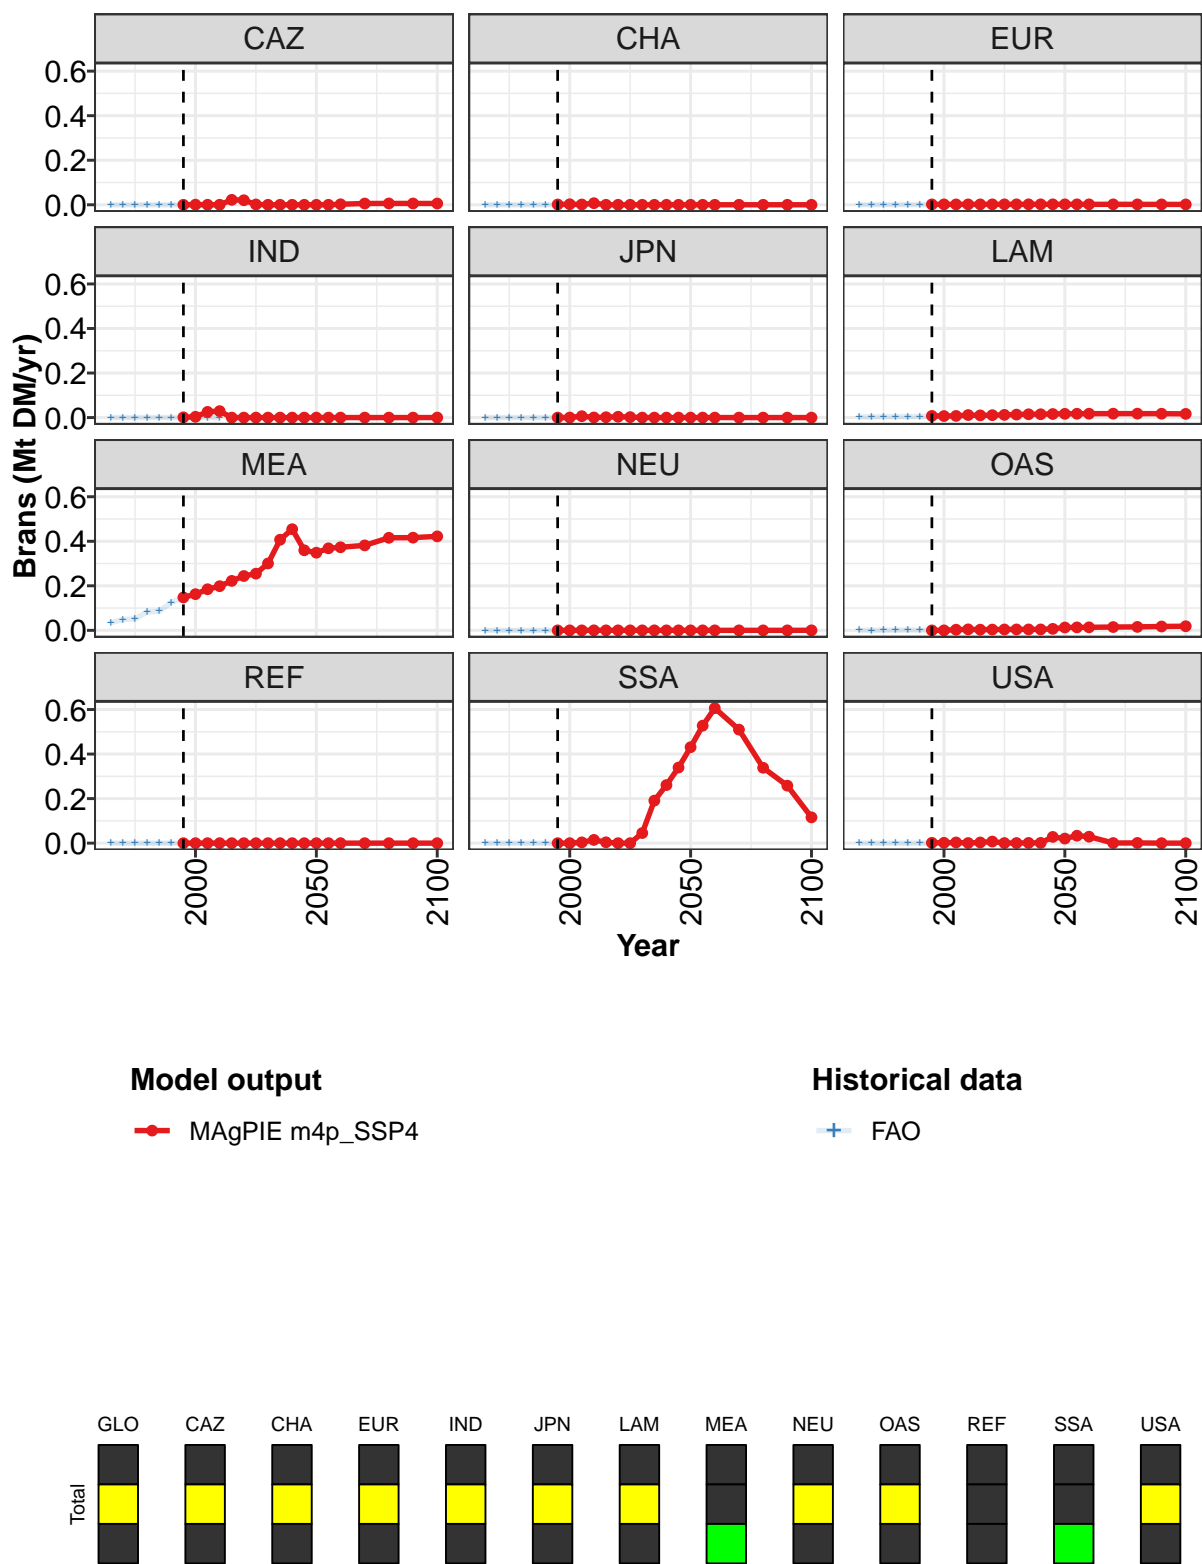 CAZ CHA EUR
0.6
0.4
0.2
0.0
IND JPN LAM
0.6
0.4
0.2
0.0
MEA NEU OAS
0.6
0.4
0.2
0.0
REF SSA USA
0.6
0.4
0.2
0.0
Brans (Mt DM/yr)
2000 2050 2100 2000 2050 2100 2000 2050 2100
Year
Model output Historical data
MAgPIE m4p_SSP4 FAO
GLO CAZ CHA EUR IND JPN LAM MEA NEU OAS REF SSA USA
Total